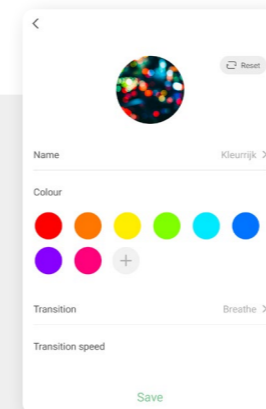 Reset
Name Kleurrijk
Colour
Transition Breathe
Transition speed
Save